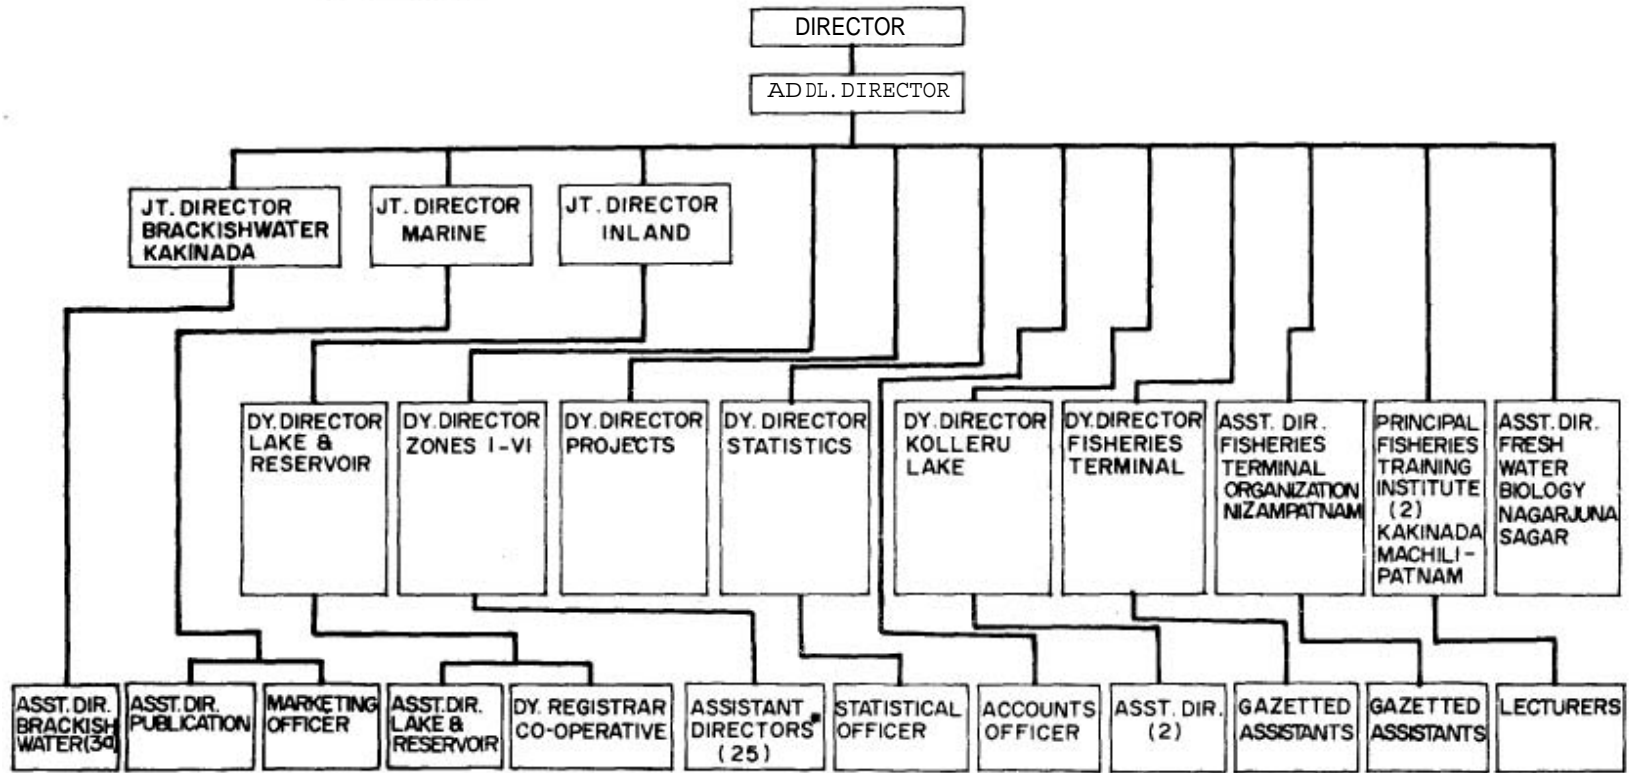 DIRECTOR
ADDL.DIRECTOR
JT. DIRECTOR
BRACKISHWATER
KAKINADA
JT. DIRECTOR
MARINE
JT. DIRECTOR
INLAND
DY. DIRECTOR
LAKE &
RESERVOIR
DY. DIRECTOR
ZONES I-VI
DY. DIRECTOR
PROJECTS
DY. DIRECTOR
STATISTICS
DY. DIRECTOR
KOLLERU
LAKE
DY. DIRECTOR
FISHERIES
TERMINAL
ASST. DIR.
FISHERIES
TERMINAL
ORGANIZATION
NIZAMPATNAM
PRINCIPAL
FISHERIES
TRAINING
INSTITUTE
(2)
KAKINADA
MACHILI-
PATNAM
ASST. DIR.
FRESH
WATER
BIOLOGY
NAGARJUNA
SAGAR
ASST. DIR.
BRACKISH
WATER(3a)
ASST. DIR.
PUBLICATION
MARKETING
OFFICER
ASST. DIR.
LAKE &
RESERVOIR
DY. REGISTRAR
CO-OPERATIVE
ASSISTANT
DIRECTORS*
(25)
STATISTICAL
OFFICER
ACCOUNTS
OFFICER
ASST. DIR.
(2)
GAZETTED
ASSISTANTS
GAZETTED
ASSISTANTS
LECTURERS